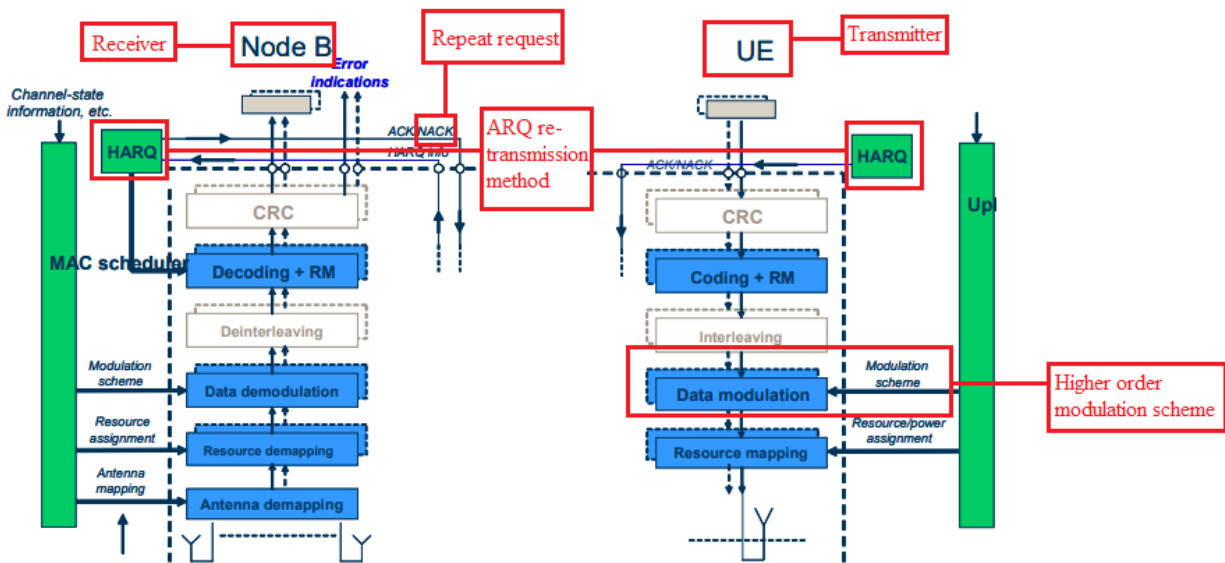 Receiver
Node B
Repeat request
UE
Transmitter
Error
indications
Channel-state
information, etc.
HARQ
ACK/NACK
HARQ info
ARQ re-
transmission
method
ACK/NACK
HARQ
CRC
CRC
Upl
MAC scheduler
Decoding + RM
Coding + RM
Deinterleaving
Interleaving
Modulation
scheme
Data demodulation
Data modulation
Modulation
scheme
Higher order
modulation scheme
Resource
assignment
Resource demapping
Resource mapping
Resource/power
assignment
Antenna
mapping
Antenna demapping